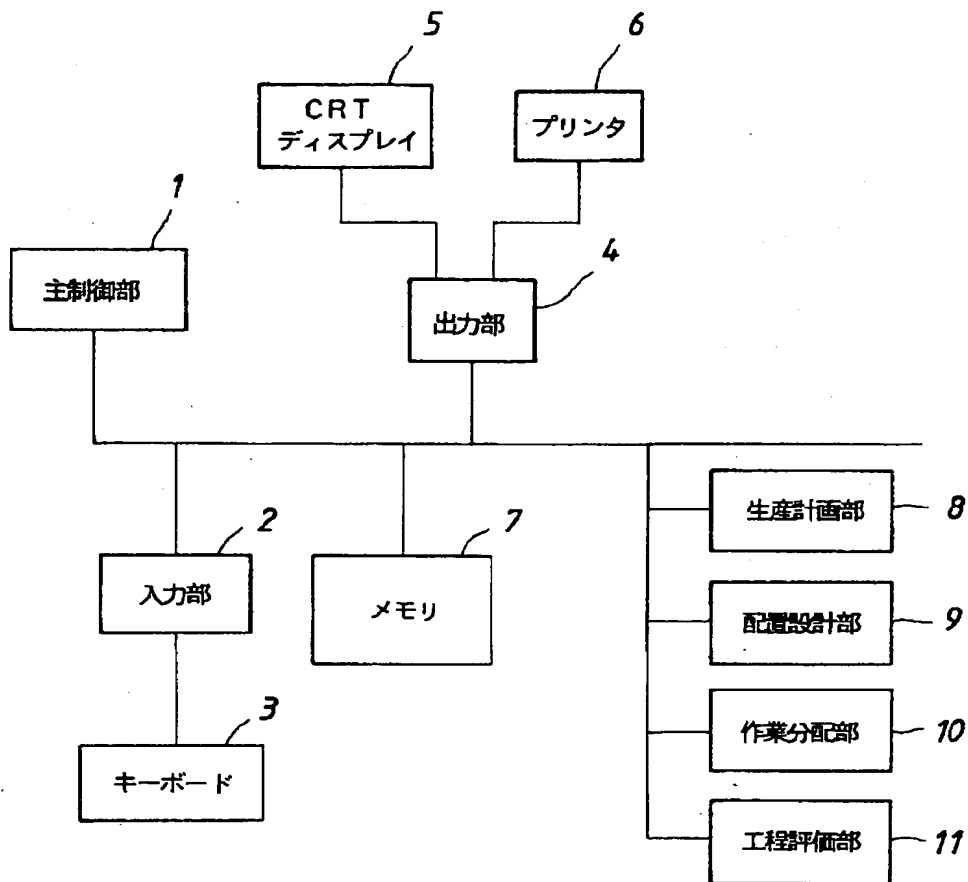 5
6
CRT
ディスプレイ
プリンタ
1
4
主制御部
出力部
2
7
8
生産計画部
入力部
メモリ
9
配置設計部
3
10
作業分配部
キーボード
11
工程評価部